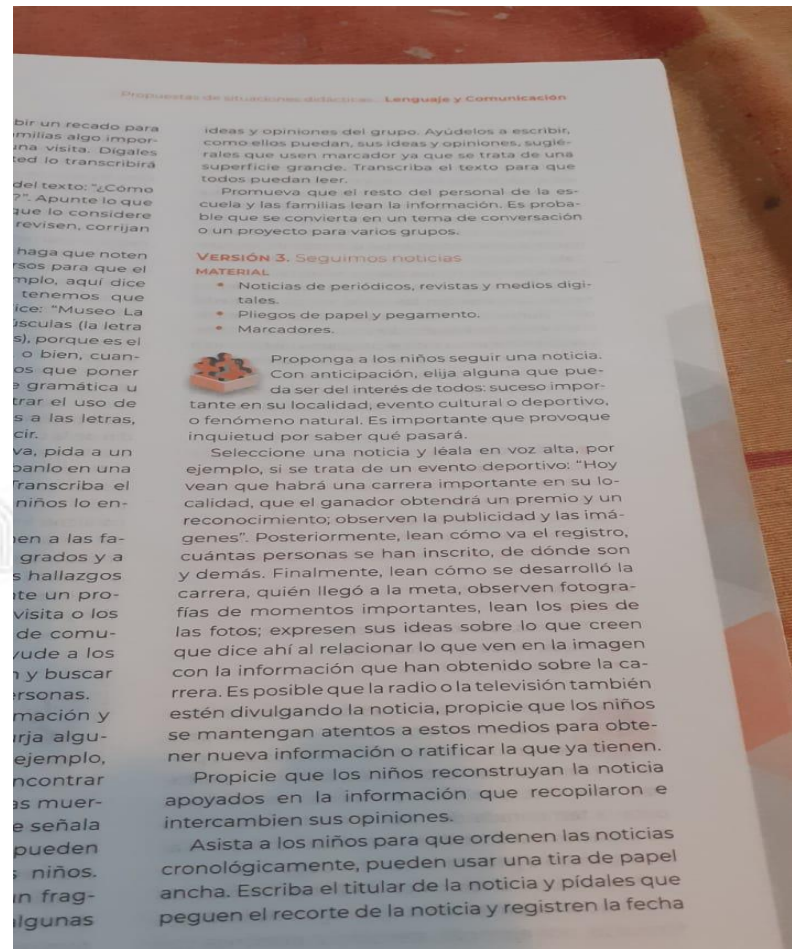 Propuestas de situaciones didácticas. Lenguaje y Comunicación
bir un recado para
milias algo impor-
na visita. Dígales
ted lo transcribirá
del texto: "¿Cómo
?". Apunte lo que
que lo considere
revisen, corrijan
haga que noten
rsos para que el
mplo, aquí dice
tenemos que
ice: "Museo La
úsculas (la letra
s), porque es el
o bien, cuan-
os que poner
e gramática u
trar el uso de
s a las letras,
cir.
va, pida a un
banlo en una
Transcriba el
niños lo en-
en a las fa-
grados y a
s hallazgos
te un pro-
visita o los
de comu-
yude a los
n y buscar
ersonas.
mación y
rja algu-
ejemplo,
ncontrar
as muer-
e señala
pueden
s niños.
n frag-
lgunas
ideas y opiniones del grupo. Ayúdelos a escribir,
como ellos puedan, sus ideas y opiniones, sugié-
rales que usen marcador ya que se trata de una
superficie grande. Transcriba el texto para que
todos puedan leer.
Promueva que el resto del personal de la es-
cuela y las familias lean la información. Es proba-
ble que se convierta en un tema de conversación
o un proyecto para varios grupos.
VERSIÓN 3. Seguimos noticias
MATERIAL
• Noticias de periódicos, revistas y medios digi-
tales.
• Pliegos de papel y pegamento.
• Marcadores.
Proponga a los niños seguir una noticia.
Con anticipación, elija alguna que pue-
da ser del interés de todos: suceso impor-
tante en su localidad, evento cultural o deportivo,
o fenómeno natural. Es importante que provoque
inquietud por saber qué pasará.
Seleccione una noticia y léala en voz alta, por
ejemplo, si se trata de un evento deportivo: "Hoy
vean que habrá una carrera importante en su lo-
calidad, que el ganador obtendrá un premio y un
reconocimiento; observen la publicidad y las imá-
genes". Posteriormente, lean cómo va el registro,
cuántas personas se han inscrito, de dónde son
y demás. Finalmente, lean cómo se desarrolló la
carrera, quién llegó a la meta, observen fotogra-
fías de momentos importantes, lean los pies de
las fotos; expresen sus ideas sobre lo que creen
que dice ahí al relacionar lo que ven en la imagen
con la información que han obtenido sobre la ca-
rrera. Es posible que la radio o la televisión también
estén divulgando la noticia, propicie que los niños
se mantengan atentos a estos medios para obte-
ner nueva información o ratificar la que ya tienen.
Propicie que los niños reconstruyan la noticia
apoyados en la información que recopilaron e
intercambien sus opiniones.
Asista a los niños para que ordenen las noticias
cronológicamente, pueden usar una tira de papel
ancha. Escriba el titular de la noticia y pídales que
peguen el recorte de la noticia y registren la fecha